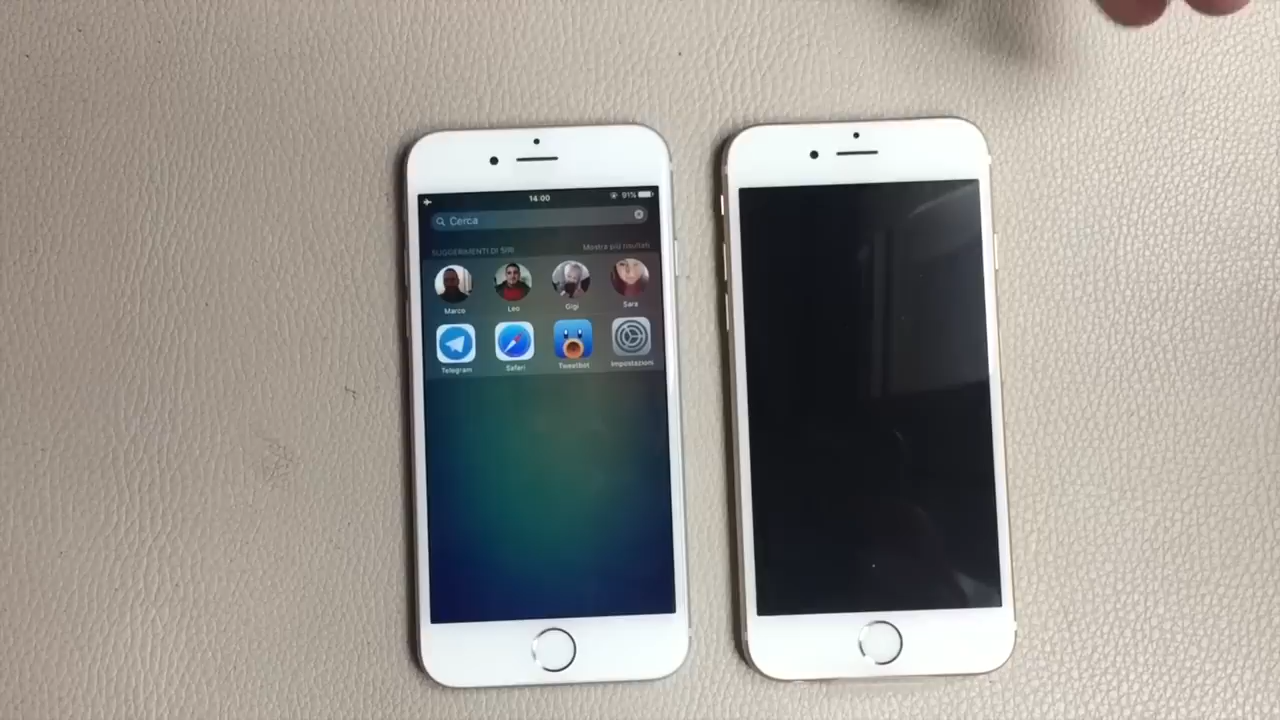 14:00
91%
Cerca
SUGGERIMENTI DI SIRI
Mostra più risultati
Marco
Leo
Gigi
Sara
Telegram
Safari
Tweetbot
Impostazioni